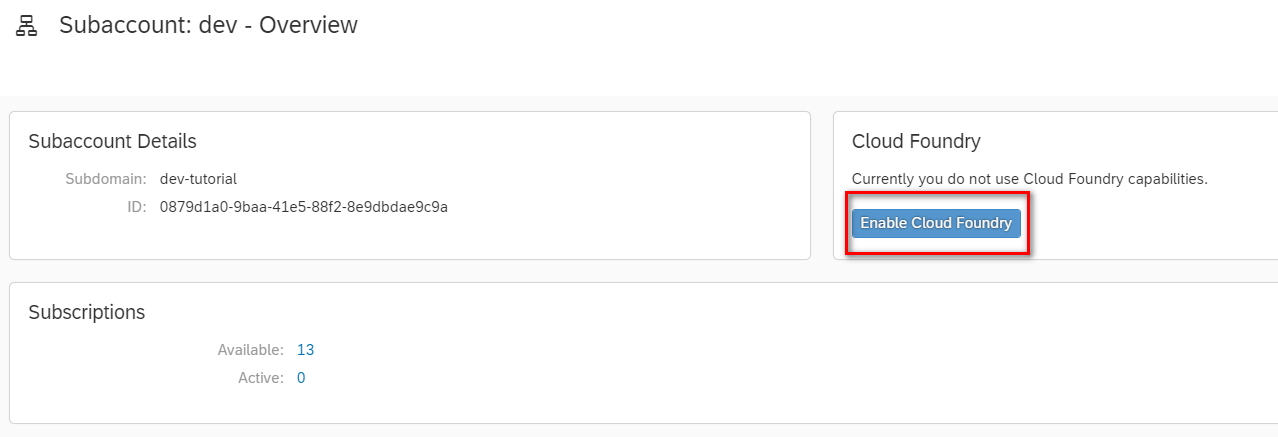 Subaccount: dev - Overview
Subaccount Details
Subdomain: dev-tutorial
ID: 0879d1a0-9baa-41e5-88f2-8e9dbdae9c9a
Cloud Foundry
Currently you do not use Cloud Foundry capabilities.
Enable Cloud Foundry
Subscriptions
Available: 13
Active: 0